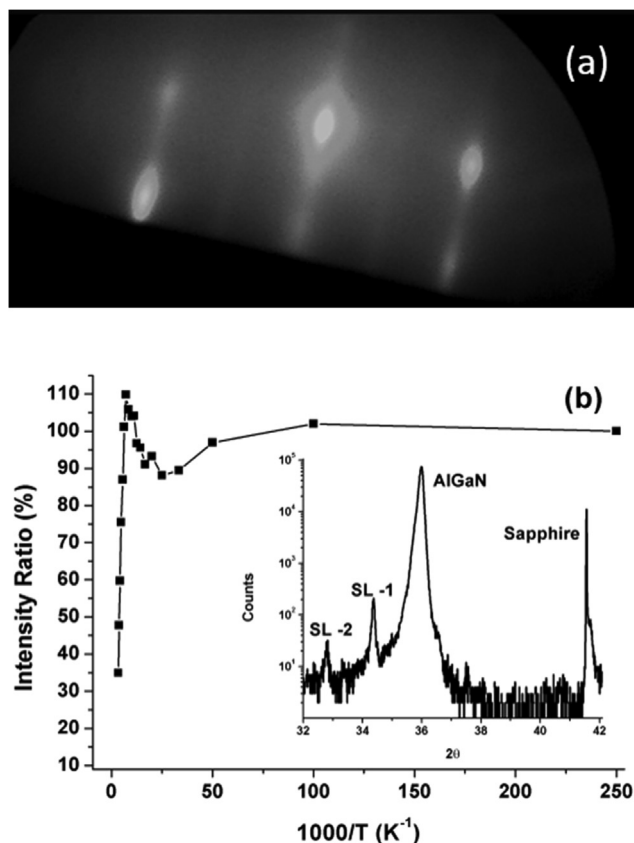 (a)
(b)
110
100
90
80
70
60
50
40
30
20
10
Intensity Ratio (%)
0
50
100
150
200
250
1000/T (K⁻¹)
10⁵
10⁴
10³
10²
10¹
Counts
AlGaN
Sapphire
SL -1
SL -2
32
34
36
38
40
42
2θ